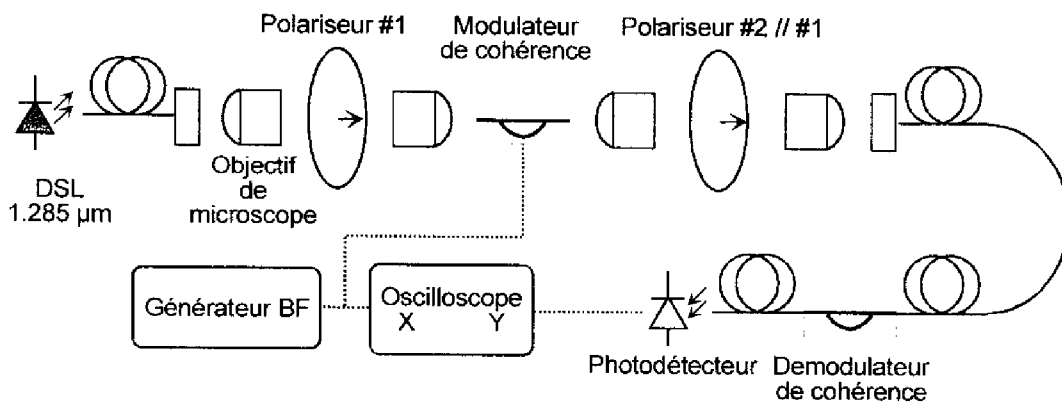 Polariseur #1
Modulateur
de cohérence
Polariseur #2 // #1
DSL
1.285 µm
Objectif
de
microscope
Générateur BF
Oscilloscope
X Y
Photodétecteur
Demodulateur
de cohérence